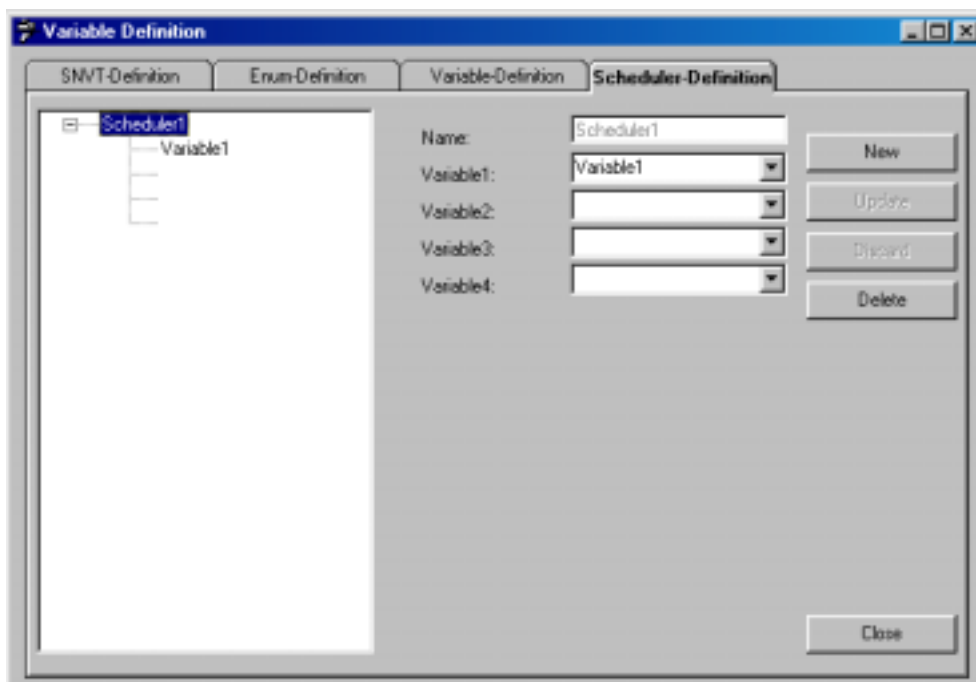 Variable Definition
SNVT-Definition Enum-Definition Variable-Definition Scheduler-Definition
Scheduler1
Variable1
Name: Scheduler1
Variable1: Variable1
Variable2:
Variable3:
Variable4:
New
Update
Discard
Delete
Close